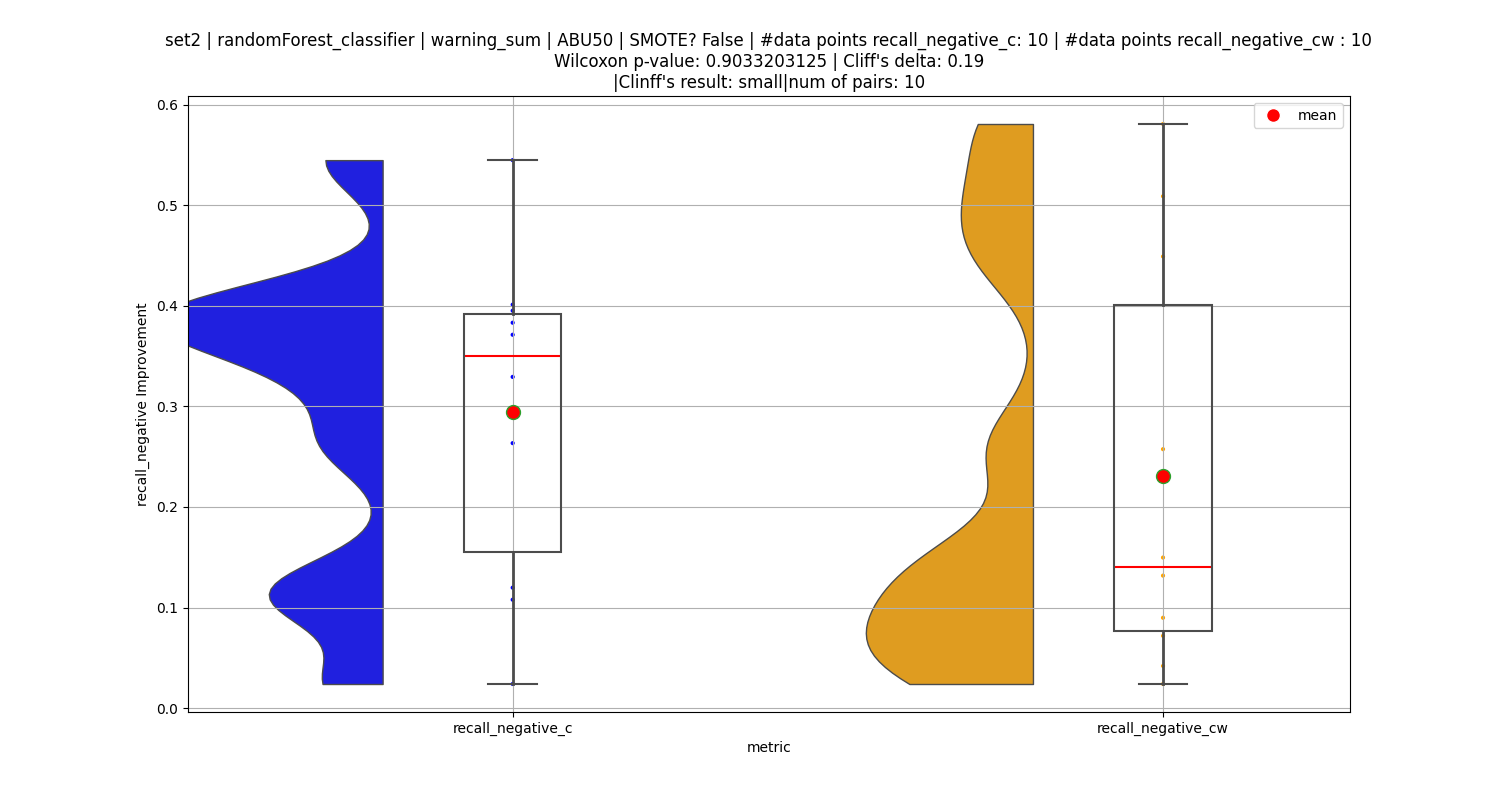 set2 | randomForest_classifier | warning_sum | ABU50 | SMOTE? False | #data points recall_negative_c: 10 | #data points recall_negative_cw : 10
Wilcoxon p-value: 0.9033203125 | Cliff's delta: 0.19
|Clinff's result: small|num of pairs: 10
mean
0.6
0.5
0.4
0.3
0.2
0.1
0.0
recall_negative Improvement
recall_negative_c
recall_negative_cw
metric